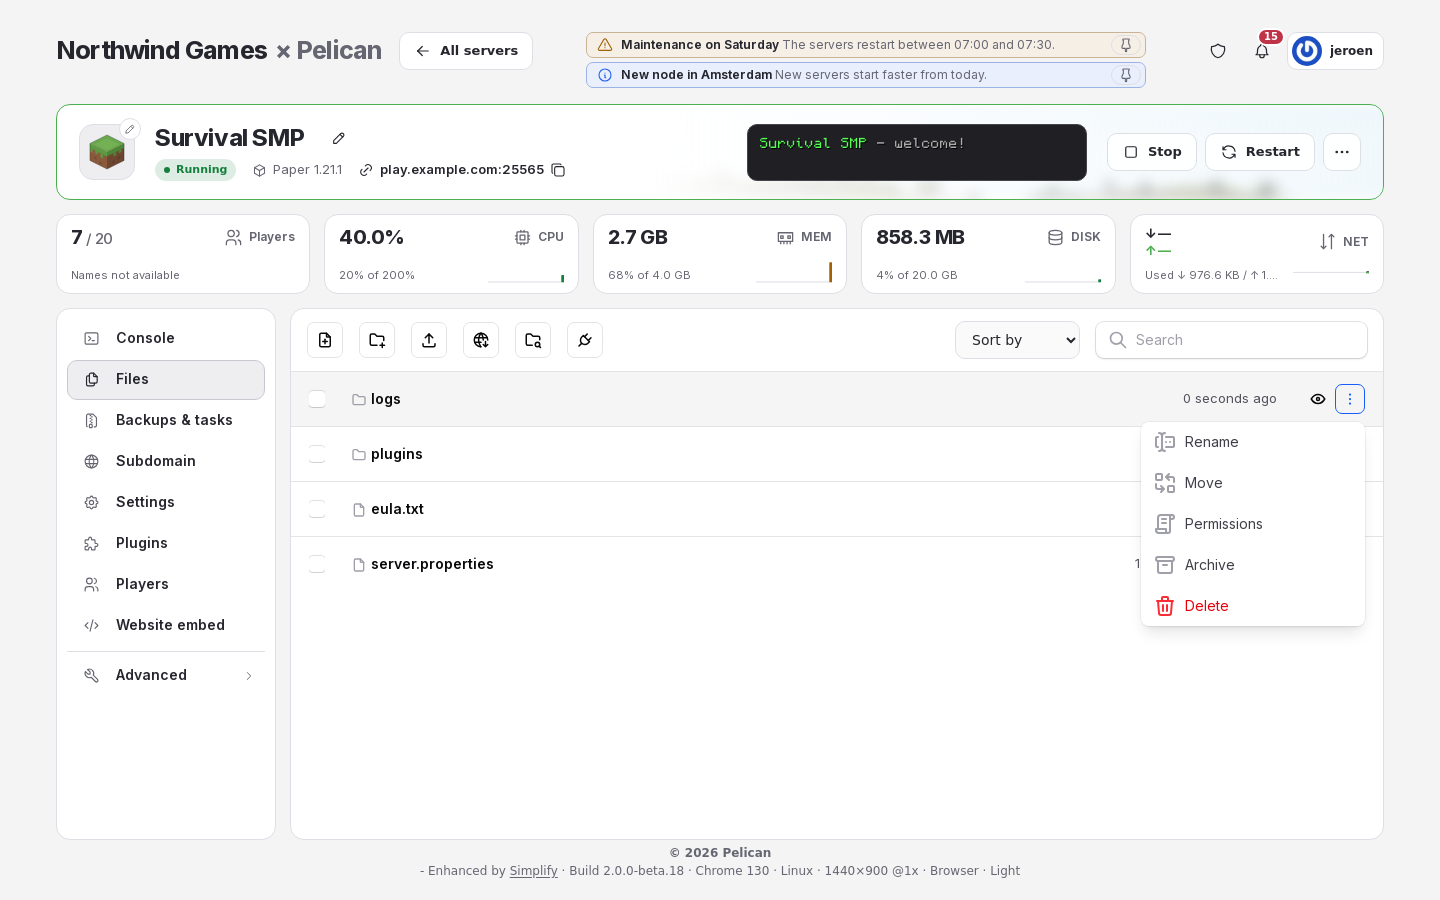 Northwind Games × Pelican
All servers
Maintenance on Saturday The servers restart between 07:00 and 07:30.
New node in Amsterdam New servers start faster from today.
15
jeroen
Survival SMP
Running
Paper 1.21.1
play.example.com:25565
Survival SMP - welcome!
Stop
Restart
7 / 20
Players
Names not available
40.0%
CPU
20% of 200%
2.7 GB
MEM
68% of 4.0 GB
858.3 MB
DISK
4% of 20.0 GB
↓—
↑—
NET
Used ↓ 976.6 KB / ↑ 1....
Console
Files
Backups & tasks
Subdomain
Settings
Plugins
Players
Website embed
Advanced
Sort by
Search
logs
0 seconds ago
plugins
eula.txt
server.properties
1
Rename
Move
Permissions
Archive
Delete
© 2026 Pelican
- Enhanced by Simplify · Build 2.0.0-beta.18 · Chrome 130 · Linux · 1440×900 @1x · Browser · Light